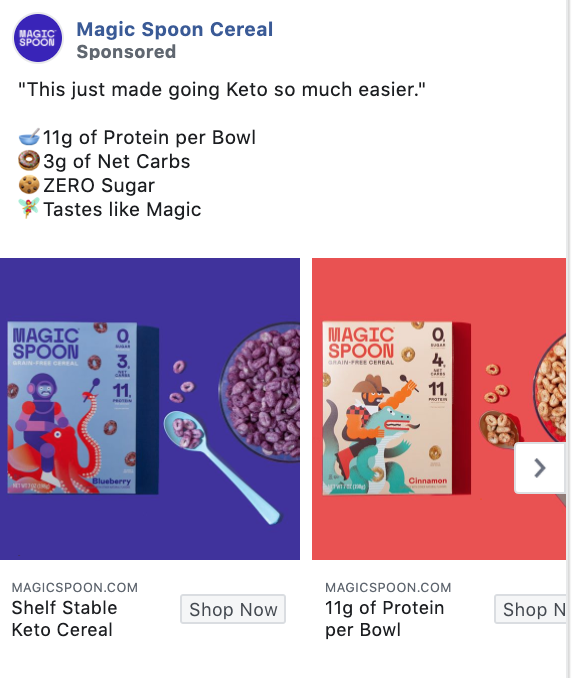 MAGIC
SPOON
Magic Spoon Cereal
Sponsored
"This just made going Keto so much easier."
11g of Protein per Bowl
3g of Net Carbs
ZERO Sugar
Tastes like Magic
MAGIC
SPOON
GRAIN-FREE CEREAL
0g
SUGAR
3g
NET
CARBS
11g
PROTEIN
Blueberry
MAGIC
SPOON
GRAIN-FREE CEREAL
0g
SUGAR
4g
NET
CARBS
11g
PROTEIN
Cinnamon
MAGICSPOON.COM
Shelf Stable
Keto Cereal
Shop Now
MAGICSPOON.COM
11g of Protein
per Bowl
Shop N